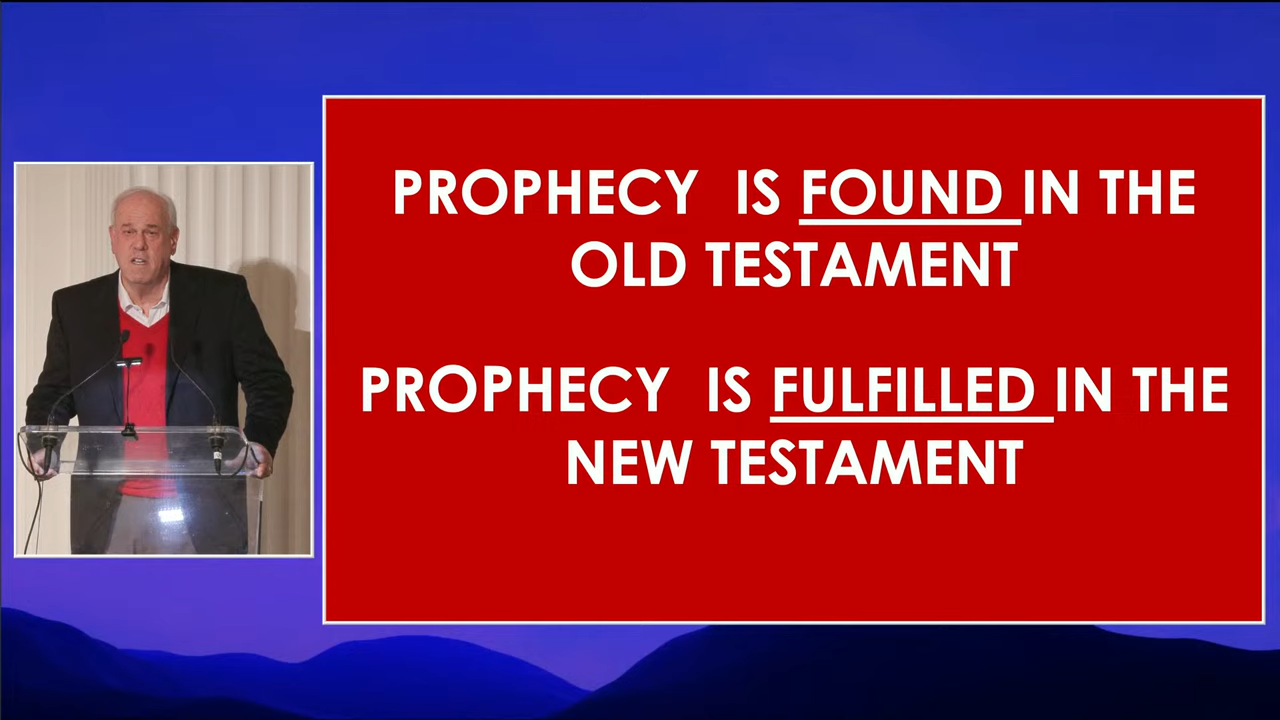 PROPHECY  IS FOUND IN THE
OLD TESTAMENT
PROPHECY  IS FULFILLED IN THE
NEW TESTAMENT